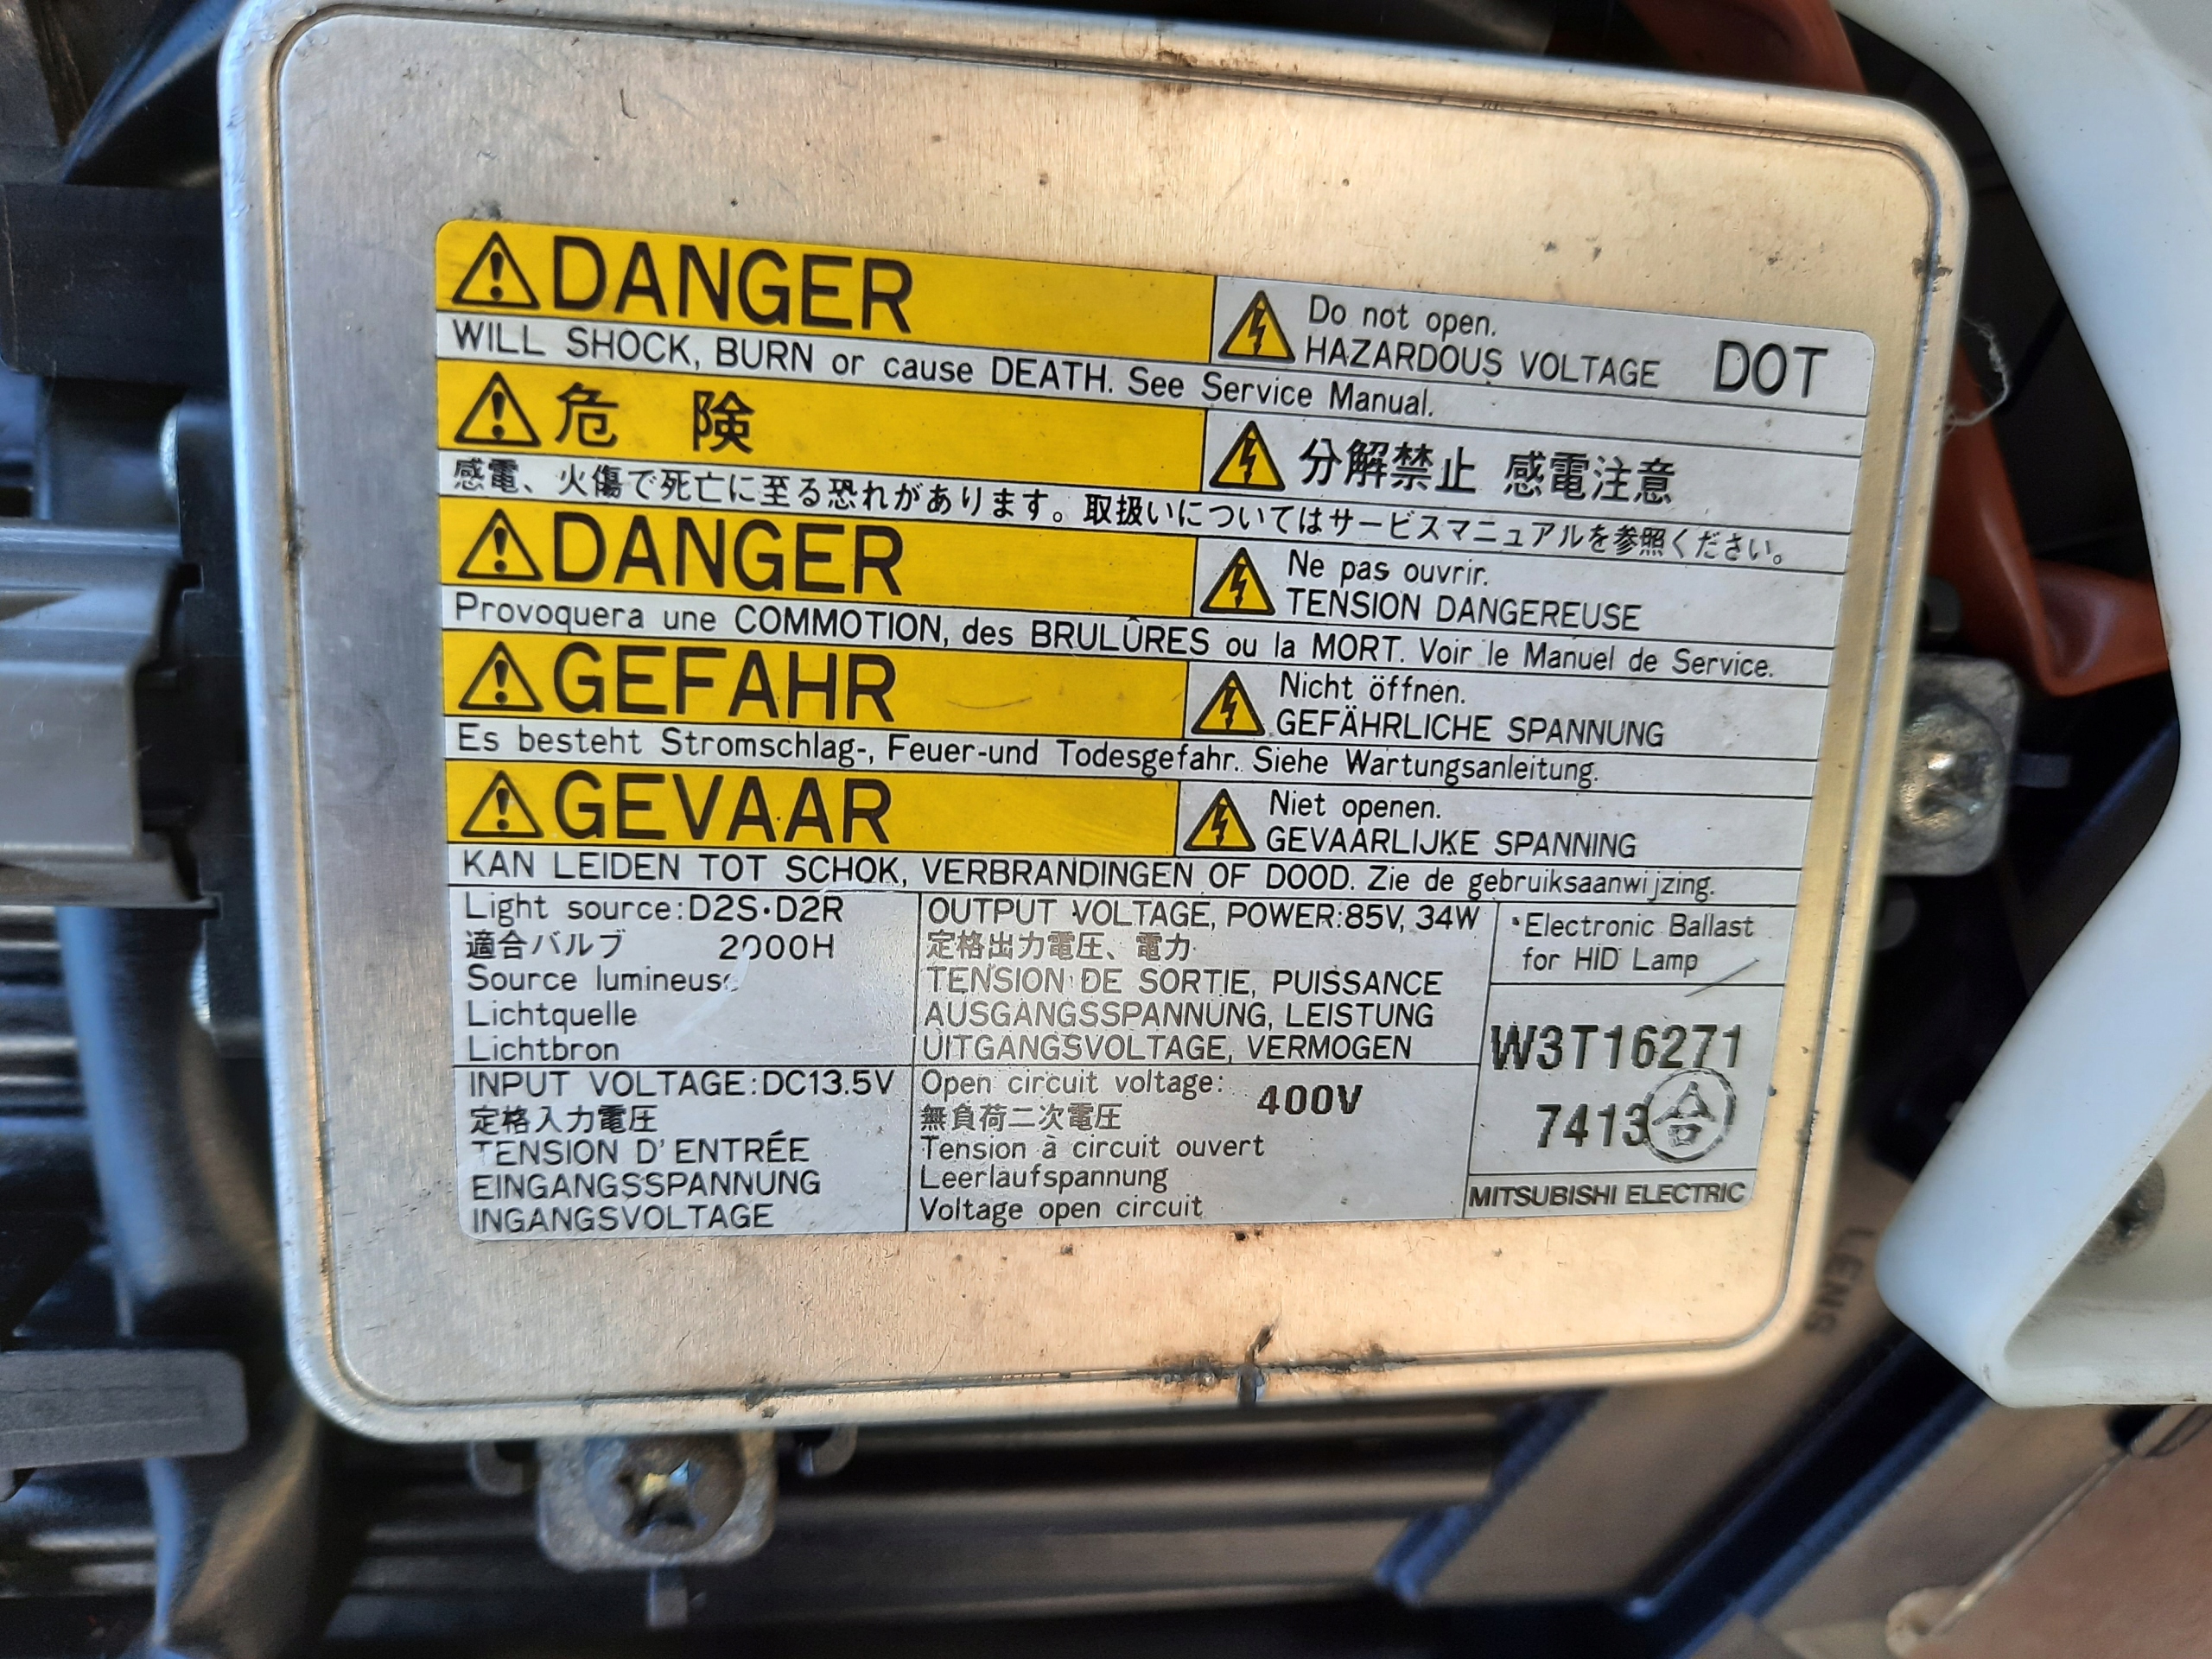 DANGER
Do not open.
HAZARDOUS VOLTAGE
DOT
WILL SHOCK, BURN or cause DEATH. See Service Manual.
危 険
分解禁止 感電注意
感電、火傷で死亡に至る恐れがあります。取扱いについてはサービスマニュアルを参照ください。
DANGER
Ne pas ouvrir.
TENSION DANGEREUSE
Provoquera une COMMOTION, des BRULÛRES ou la MORT. Voir le Manuel de Service.
GEFAHR
Nicht öffnen.
GEFÄHRLICHE SPANNUNG
Es besteht Stromschlag-, Feuer-und Todesgefahr. Siehe Wartungsanleitung.
GEVAAR
Niet openen.
GEVAARLIJKE SPANNING
KAN LEIDEN TOT SCHOK, VERBRANDINGEN OF DOOD. Zie de gebruiksaanwijzing.
Light source:D2S·D2R
適合バルブ 2000H
Source lumineuse
Lichtquelle
Lichtbron
OUTPUT VOLTAGE, POWER:85V, 34W
定格出力電圧、電力
TENSION DE SORTIE, PUISSANCE
AUSGANGSSPANNUNG, LEISTUNG
UITGANGSVOLTAGE, VERMOGEN
Electronic Ballast
for HID Lamp
INPUT VOLTAGE:DC13.5V
定格入力電圧
TENSION D'ENTRÉE
EINGANGSSPANNUNG
INGANGSVOLTAGE
Open circuit voltage: 400V
無負荷二次電圧
Tension à circuit ouvert
Leerlaufspannung
Voltage open circuit
W3T16271
7413 合
MITSUBISHI ELECTRIC
LENS